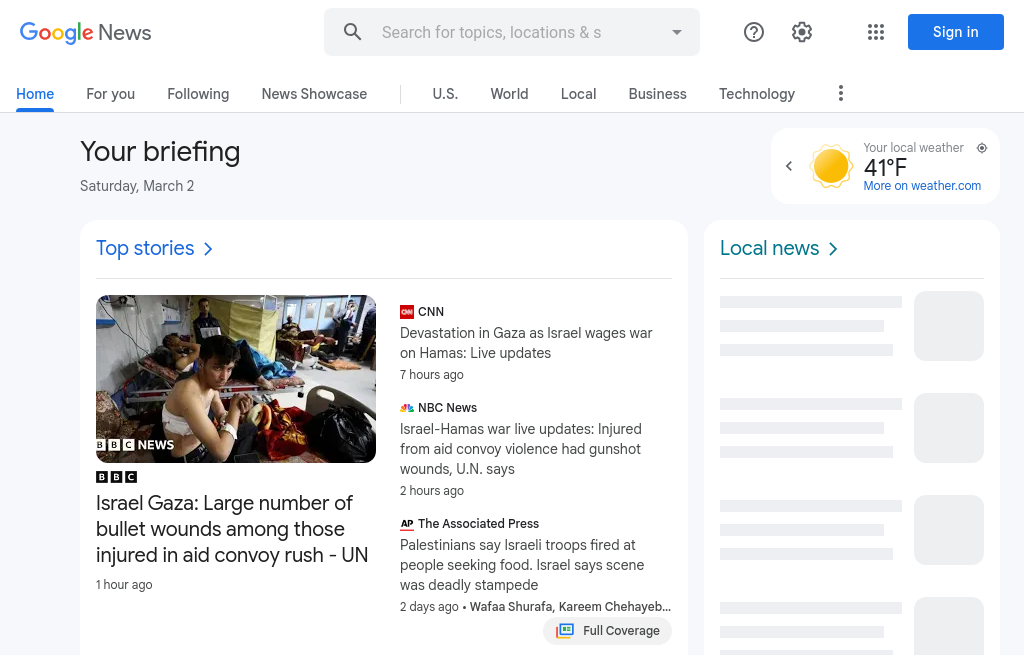 Google News
Search for topics, locations & s
Sign in
Home
For you
Following
News Showcase
U.S.
World
Local
Business
Technology
Your briefing
Saturday, March 2
Your local weather
41°F
More on weather.com
Top stories
BBC NEWS
BBC
Israel Gaza: Large number of
bullet wounds among those
injured in aid convoy rush - UN
1 hour ago
CNN
CNN
Devastation in Gaza as Israel wages war
on Hamas: Live updates
7 hours ago
NBC News
Israel-Hamas war live updates: Injured
from aid convoy violence had gunshot
wounds, U.N. says
2 hours ago
AP The Associated Press
Palestinians say Israeli troops fired at
people seeking food. Israel says scene
was deadly stampede
2 days ago • Wafaa Shurafa, Kareem Chehayeb...
Full Coverage
Local news